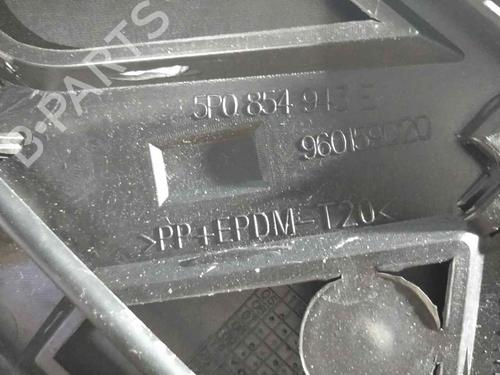 B-PARTS
5P0 854 943 E
960159020
>PP+EPDM-T20<